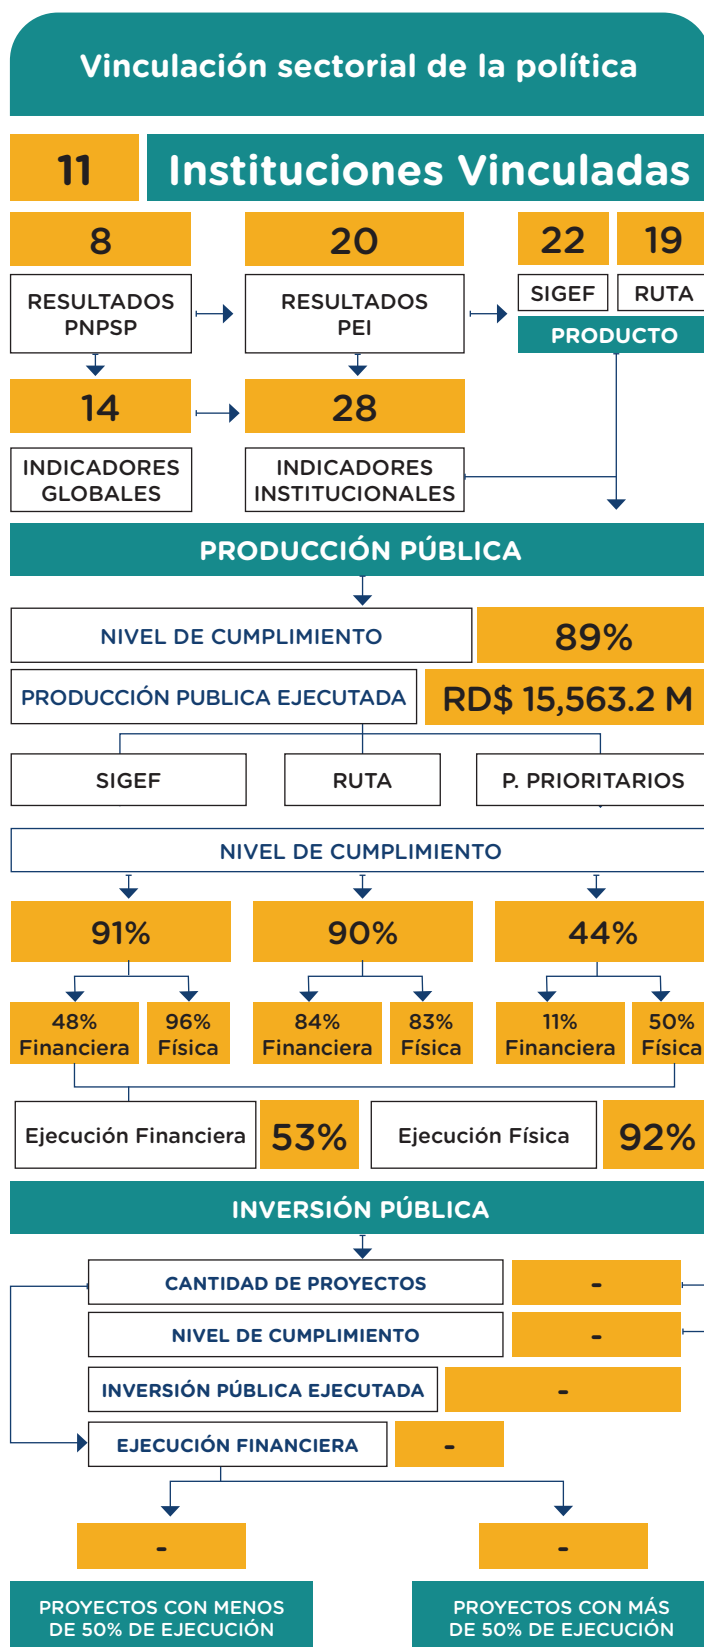 Vinculación sectorial de la política
11
Instituciones Vinculadas
8
20
22
19
RESULTADOS
PNPSP
RESULTADOS
PEI
SIGEF
RUTA
PRODUCTO
14
28
INDICADORES
GLOBALES
INDICADORES
INSTITUCIONALES
PRODUCCIÓN PÚBLICA
NIVEL DE CUMPLIMIENTO
89%
PRODUCCIÓN PUBLICA EJECUTADA
RD$ 15,563.2 M
SIGEF
RUTA
P. PRIORITARIOS
NIVEL DE CUMPLIMIENTO
91%
90%
44%
48%
Financiera
96%
Física
84%
Financiera
83%
Física
11%
Financiera
50%
Física
Ejecución Financiera
53%
Ejecución Física
92%
INVERSIÓN PÚBLICA
CANTIDAD DE PROYECTOS
-
NIVEL DE CUMPLIMIENTO
-
INVERSIÓN PÚBLICA EJECUTADA
-
EJECUCIÓN FINANCIERA
-
-
-
PROYECTOS CON MENOS
DE 50% DE EJECUCIÓN
PROYECTOS CON MÁS
DE 50% DE EJECUCIÓN